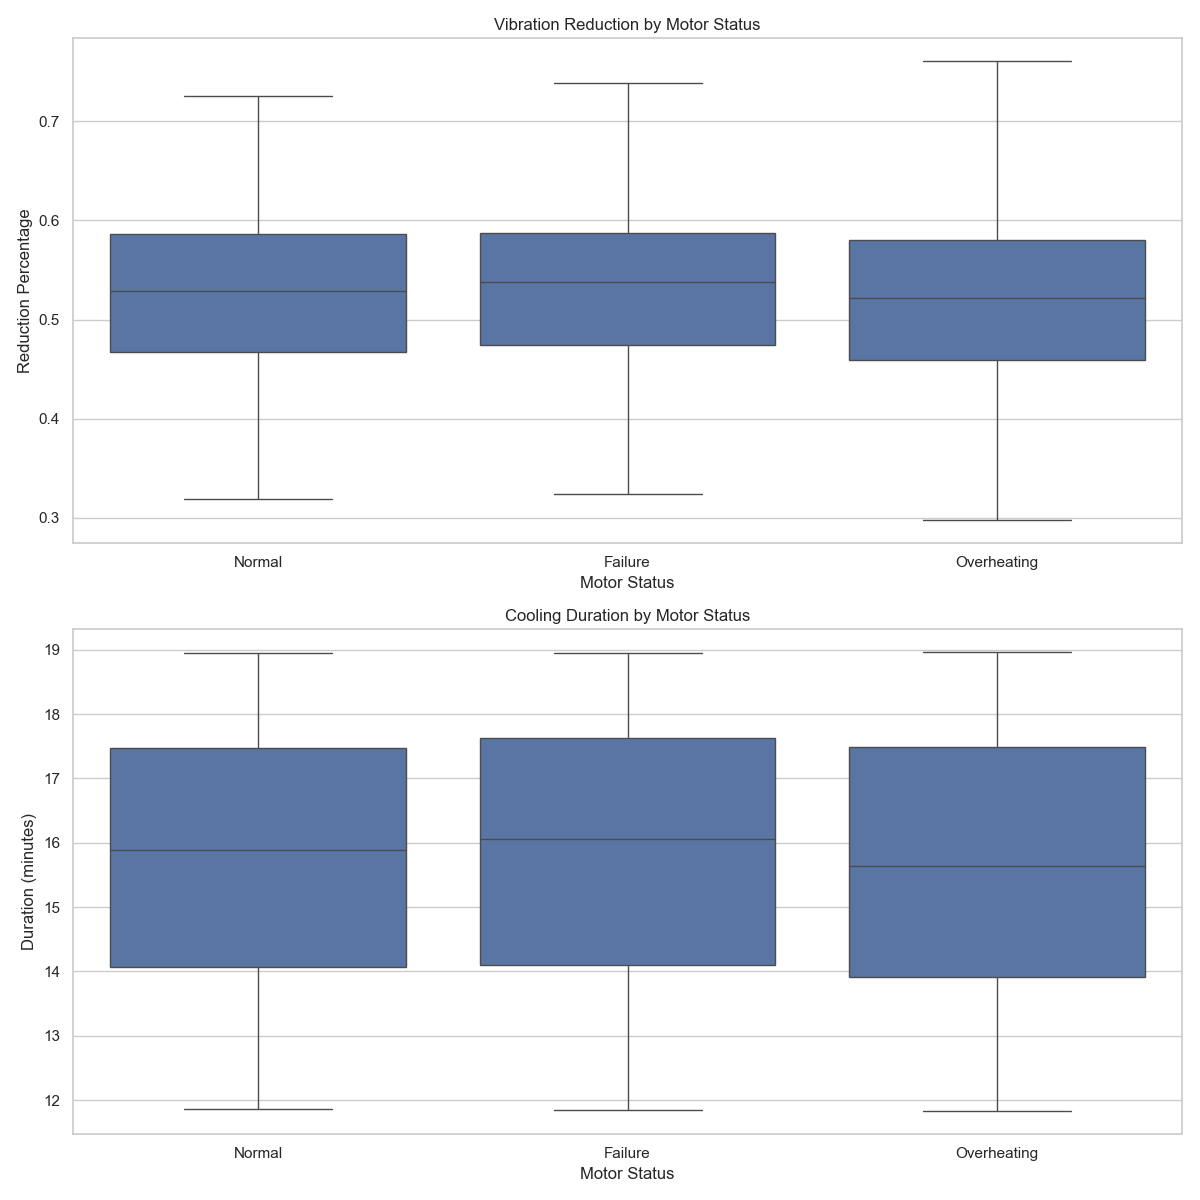 Vibration Reduction by Motor Status
Reduction Percentage
0.7
0.6
0.5
0.4
0.3
Normal Failure Overheating
Motor Status
Cooling Duration by Motor Status
Duration (minutes)
19
18
17
16
15
14
13
12
Normal Failure Overheating
Motor Status